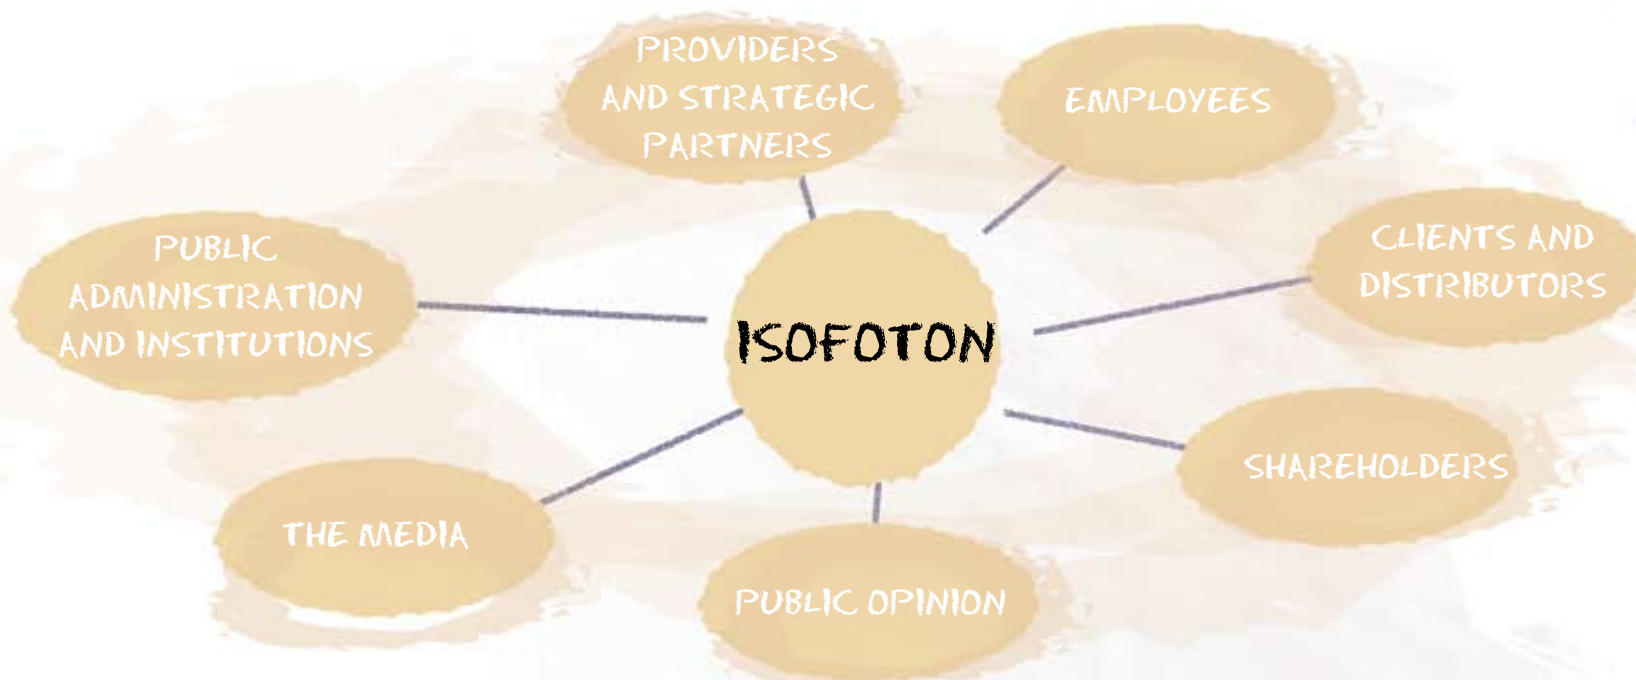 PROVIDERS
AND STRATEGIC
PARTNERS
EMPLOYEES
CLIENTS AND
DISTRIBUTORS
PUBLIC
ADMINISTRATION
AND INSTITUTIONS
ISOFOTON
SHAREHOLDERS
THE MEDIA
PUBLIC OPINION